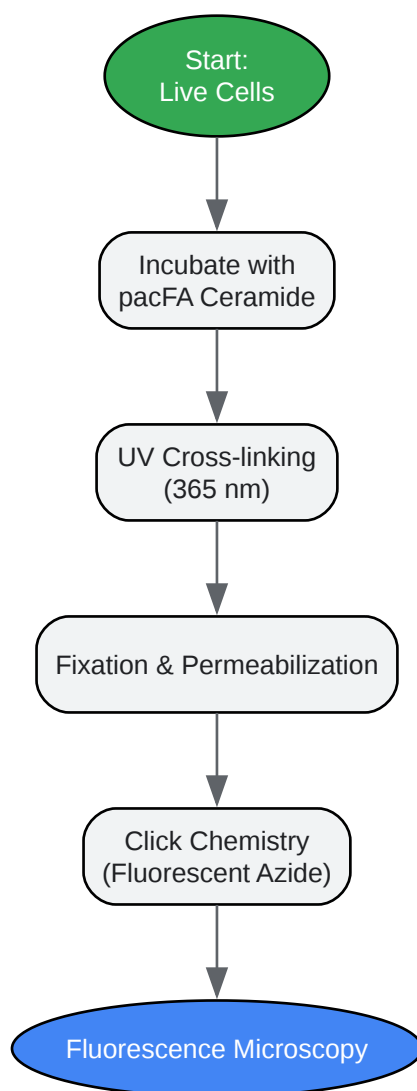 Start:
Live Cells
Incubate with
pacFA Ceramide
UV Cross-linking
(365 nm)
Fixation & Permeabilization
Click Chemistry
(Fluorescent Azide)
Fluorescence Microscopy